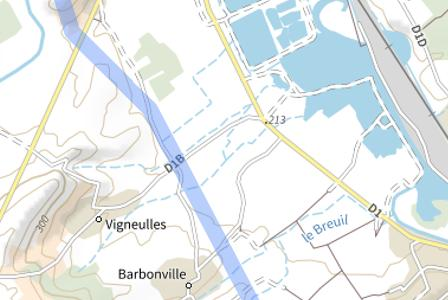 D1D
213
D1B
300
Vigneulles
le Breuil
D1
Barbonville